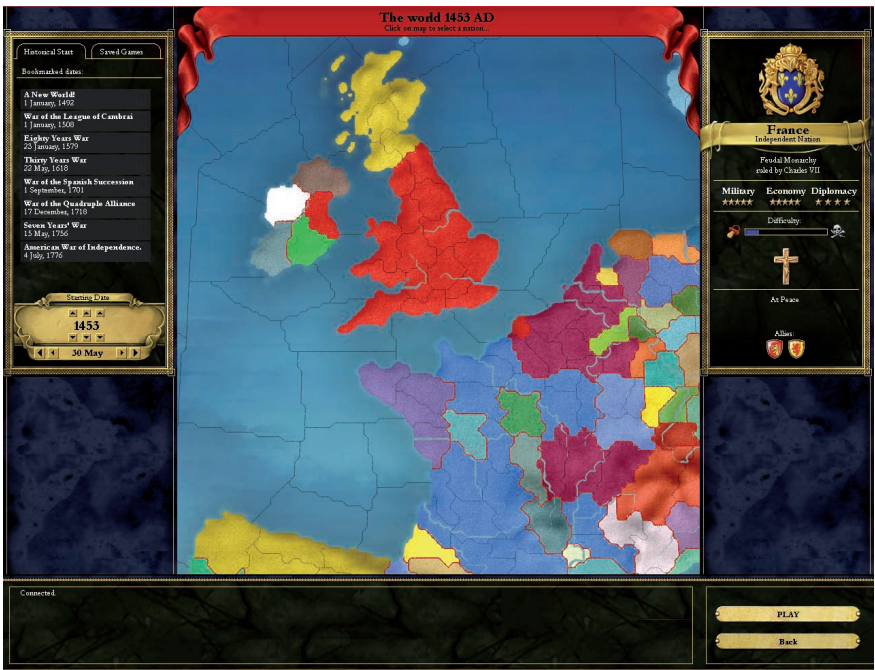 The world 1453 AD
Click on map to select a nation...
Historical Start
Saved Games
Bookmarked dates:
A New World!
1 January, 1492
War of the League of Cambrai
1 January, 1508
Eighty Years War
23 January, 1579
Thirty Years War
22 May, 1618
War of the Spanish Succession
1 September, 1701
War of the Quadruple Alliance
17 December, 1718
Seven Years' War
15 May, 1756
American War of Independence.
4 July, 1776
Starting Date
1453
30 May
France
Independent Nation
Feudal Monarchy
ruled by Charles VII
Military Economy Diplomacy
Difficulty:
At Peace
Allies:
Connected.
PLAY
Back